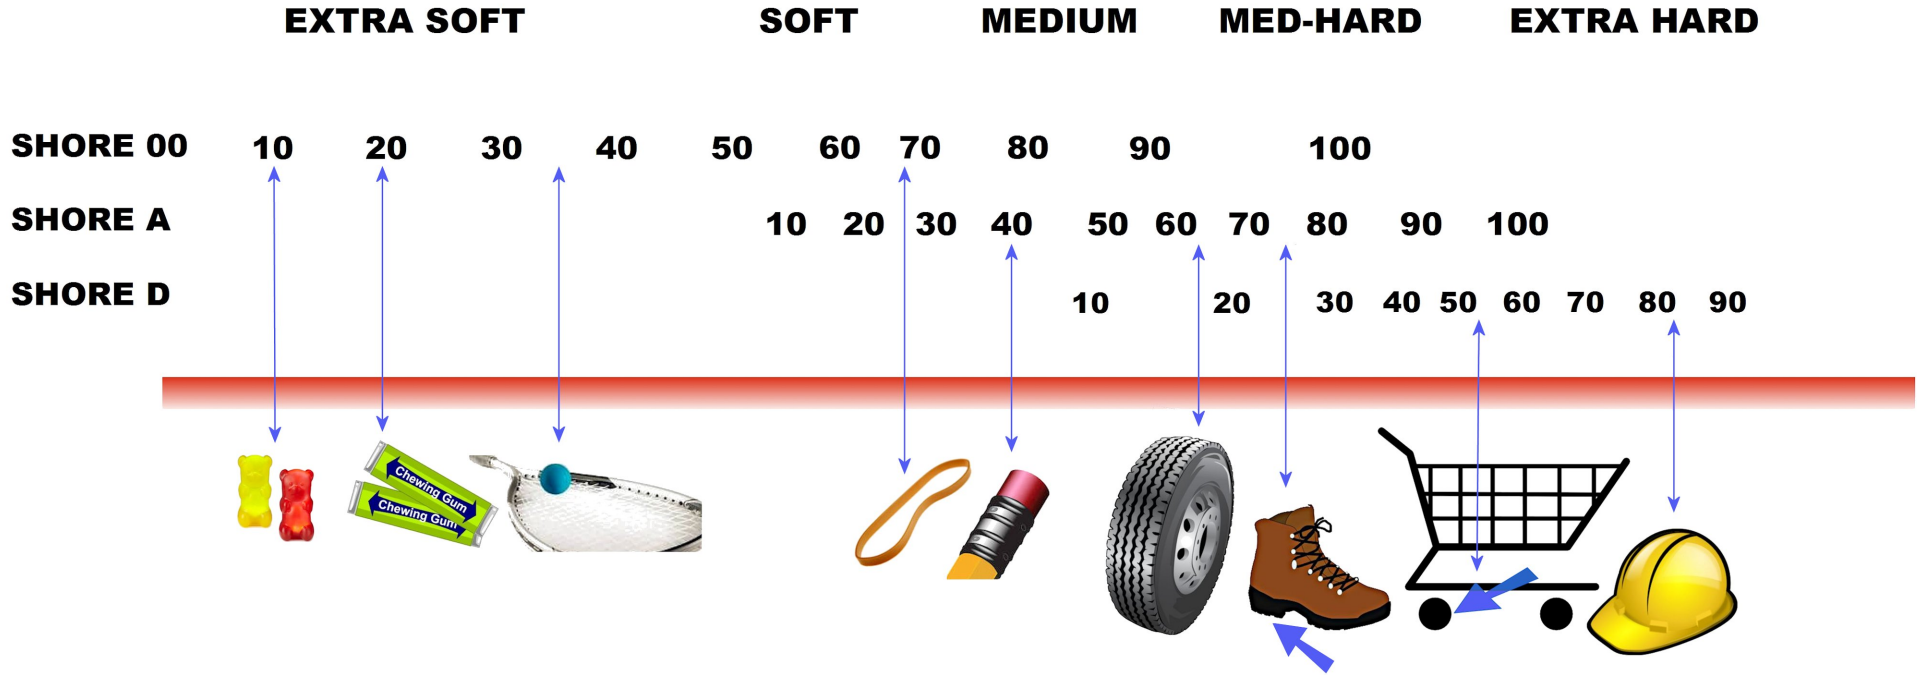 EXTRA SOFT SOFT MEDIUM MED-HARD EXTRA HARD
SHORE 00 10 20 30 40 50 60 70 80 90 100
SHORE A 10 20 30 40 50 60 70 80 90 100
SHORE D 10 20 30 40 50 60 70 80 90
Chewing Gum
Chewing Gum